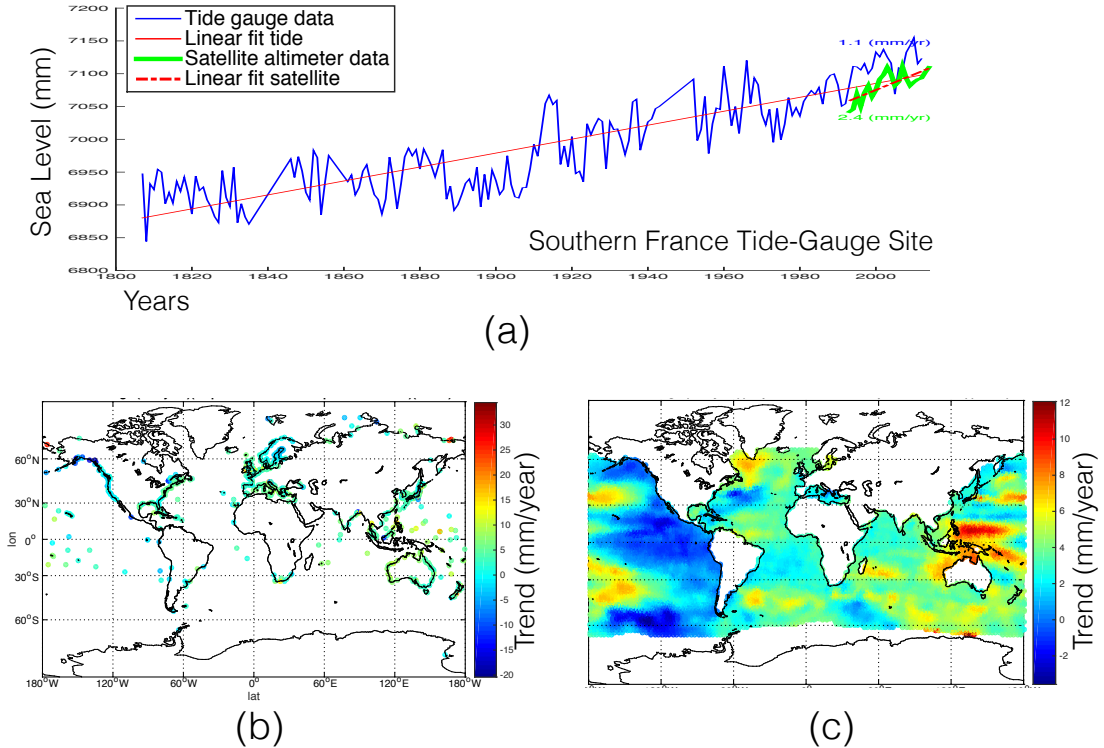 7200
7150
7100
7050
7000
6950
6900
6850
6800
Sea Level (mm)
Tide gauge data
Linear fit tide
Satellite altimeter data
Linear fit satellite
1.1 (mm/yr)
2.4 (mm/yr)
Southern France Tide-Gauge Site
1800 1820 1840 1860 1880 1900 1920 1940 1960 1980 2000
Years
(a)
60°N
30°N
0°
30°S
60°S
lon
180°W 120°W 60°W 0° 60°E 120°E 180°W
lat
30
25
20
15
10
5
0
-5
-10
-15
-20
Trend (mm/year)
(b)
12
10
8
6
4
2
0
-2
Trend (mm/year)
(c)